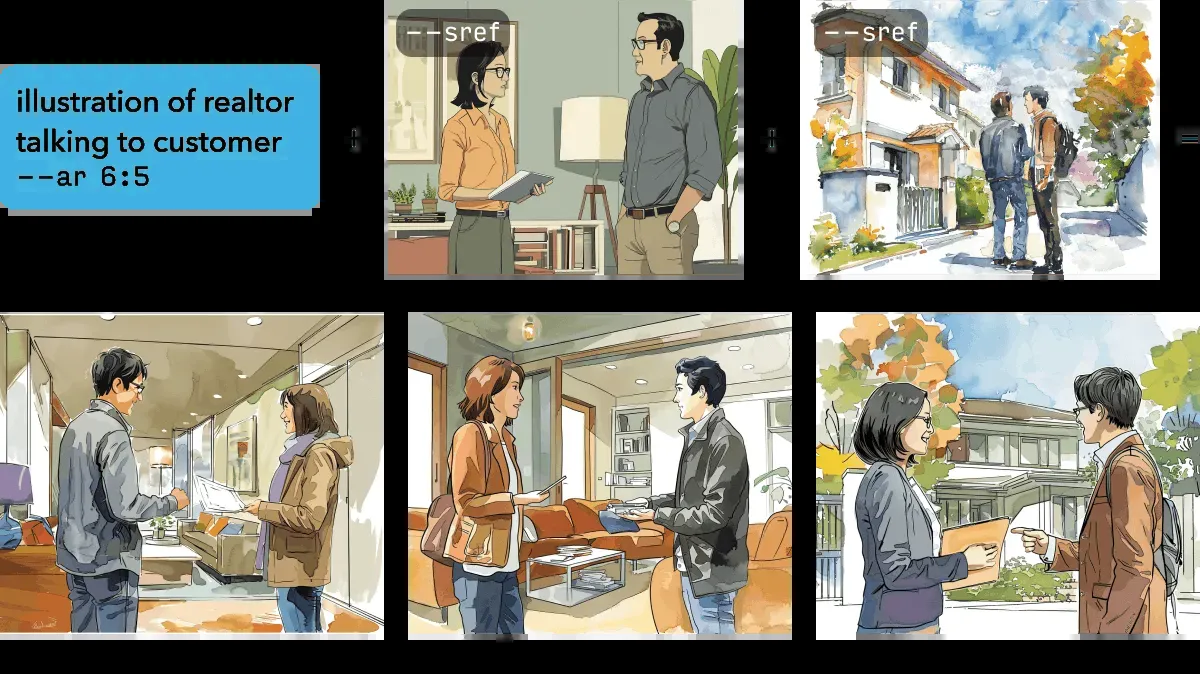 illustration of realtor
talking to customer
--ar 6:5
+
--sref
+
--sref
=